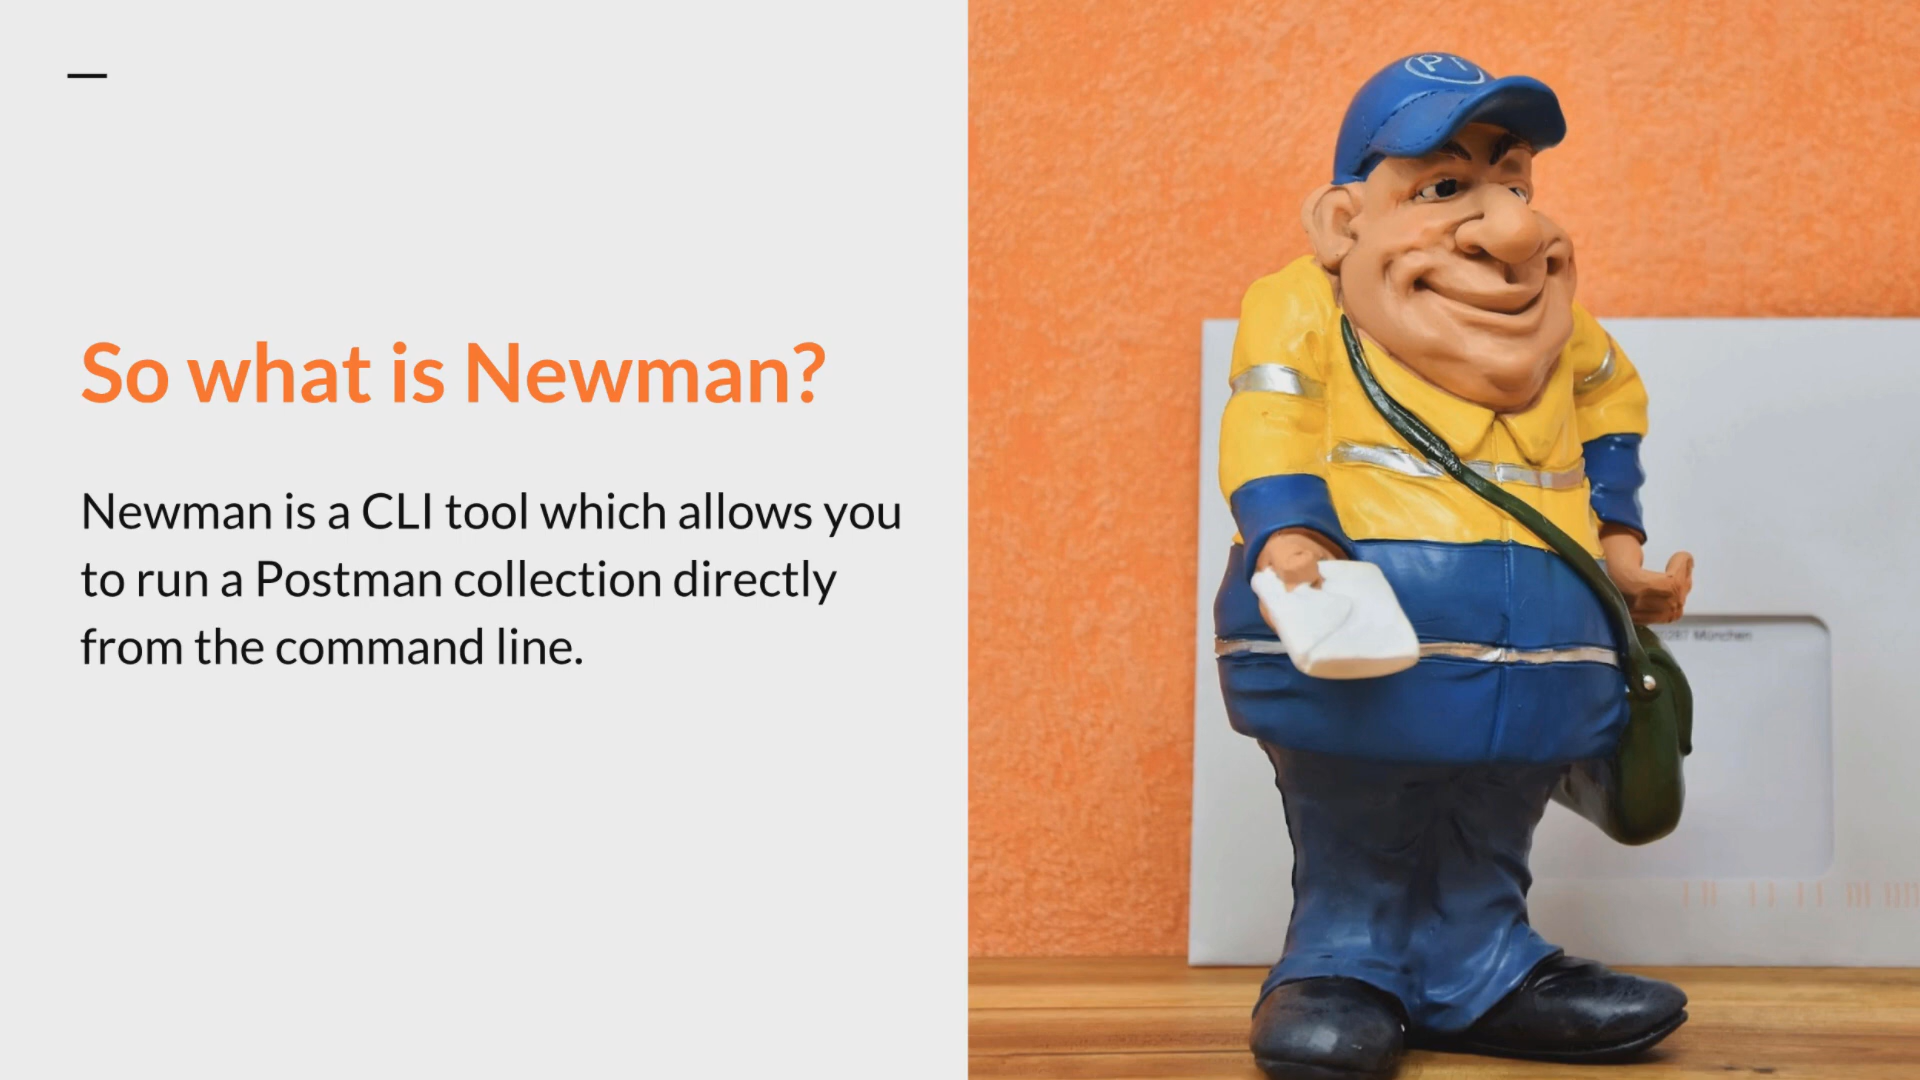 So what is Newman?
Newman is a CLI tool which allows you
to run a Postman collection directly
from the command line.
München